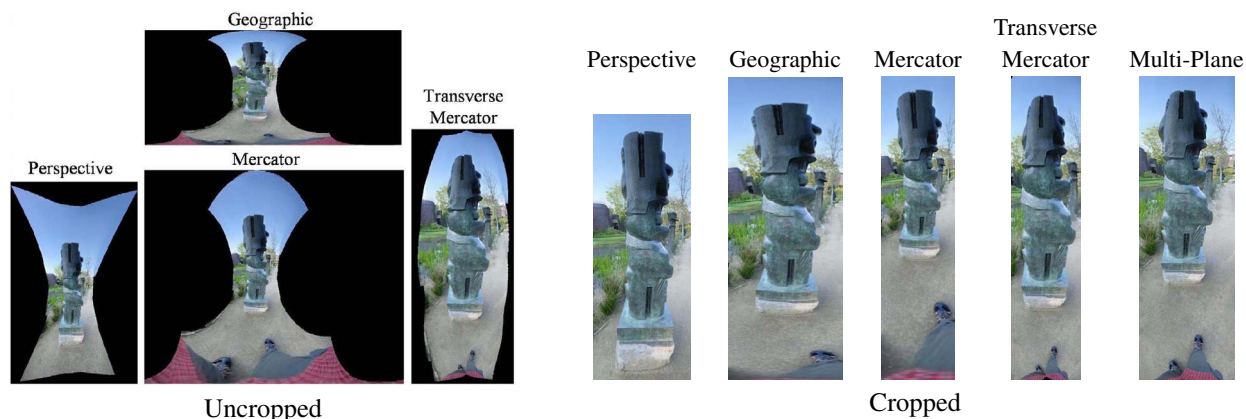 Geographic
Transverse
Mercator
Perspective
Mercator
Uncropped
Perspective
Geographic
Mercator
Transverse
Mercator
Multi-Plane
Cropped